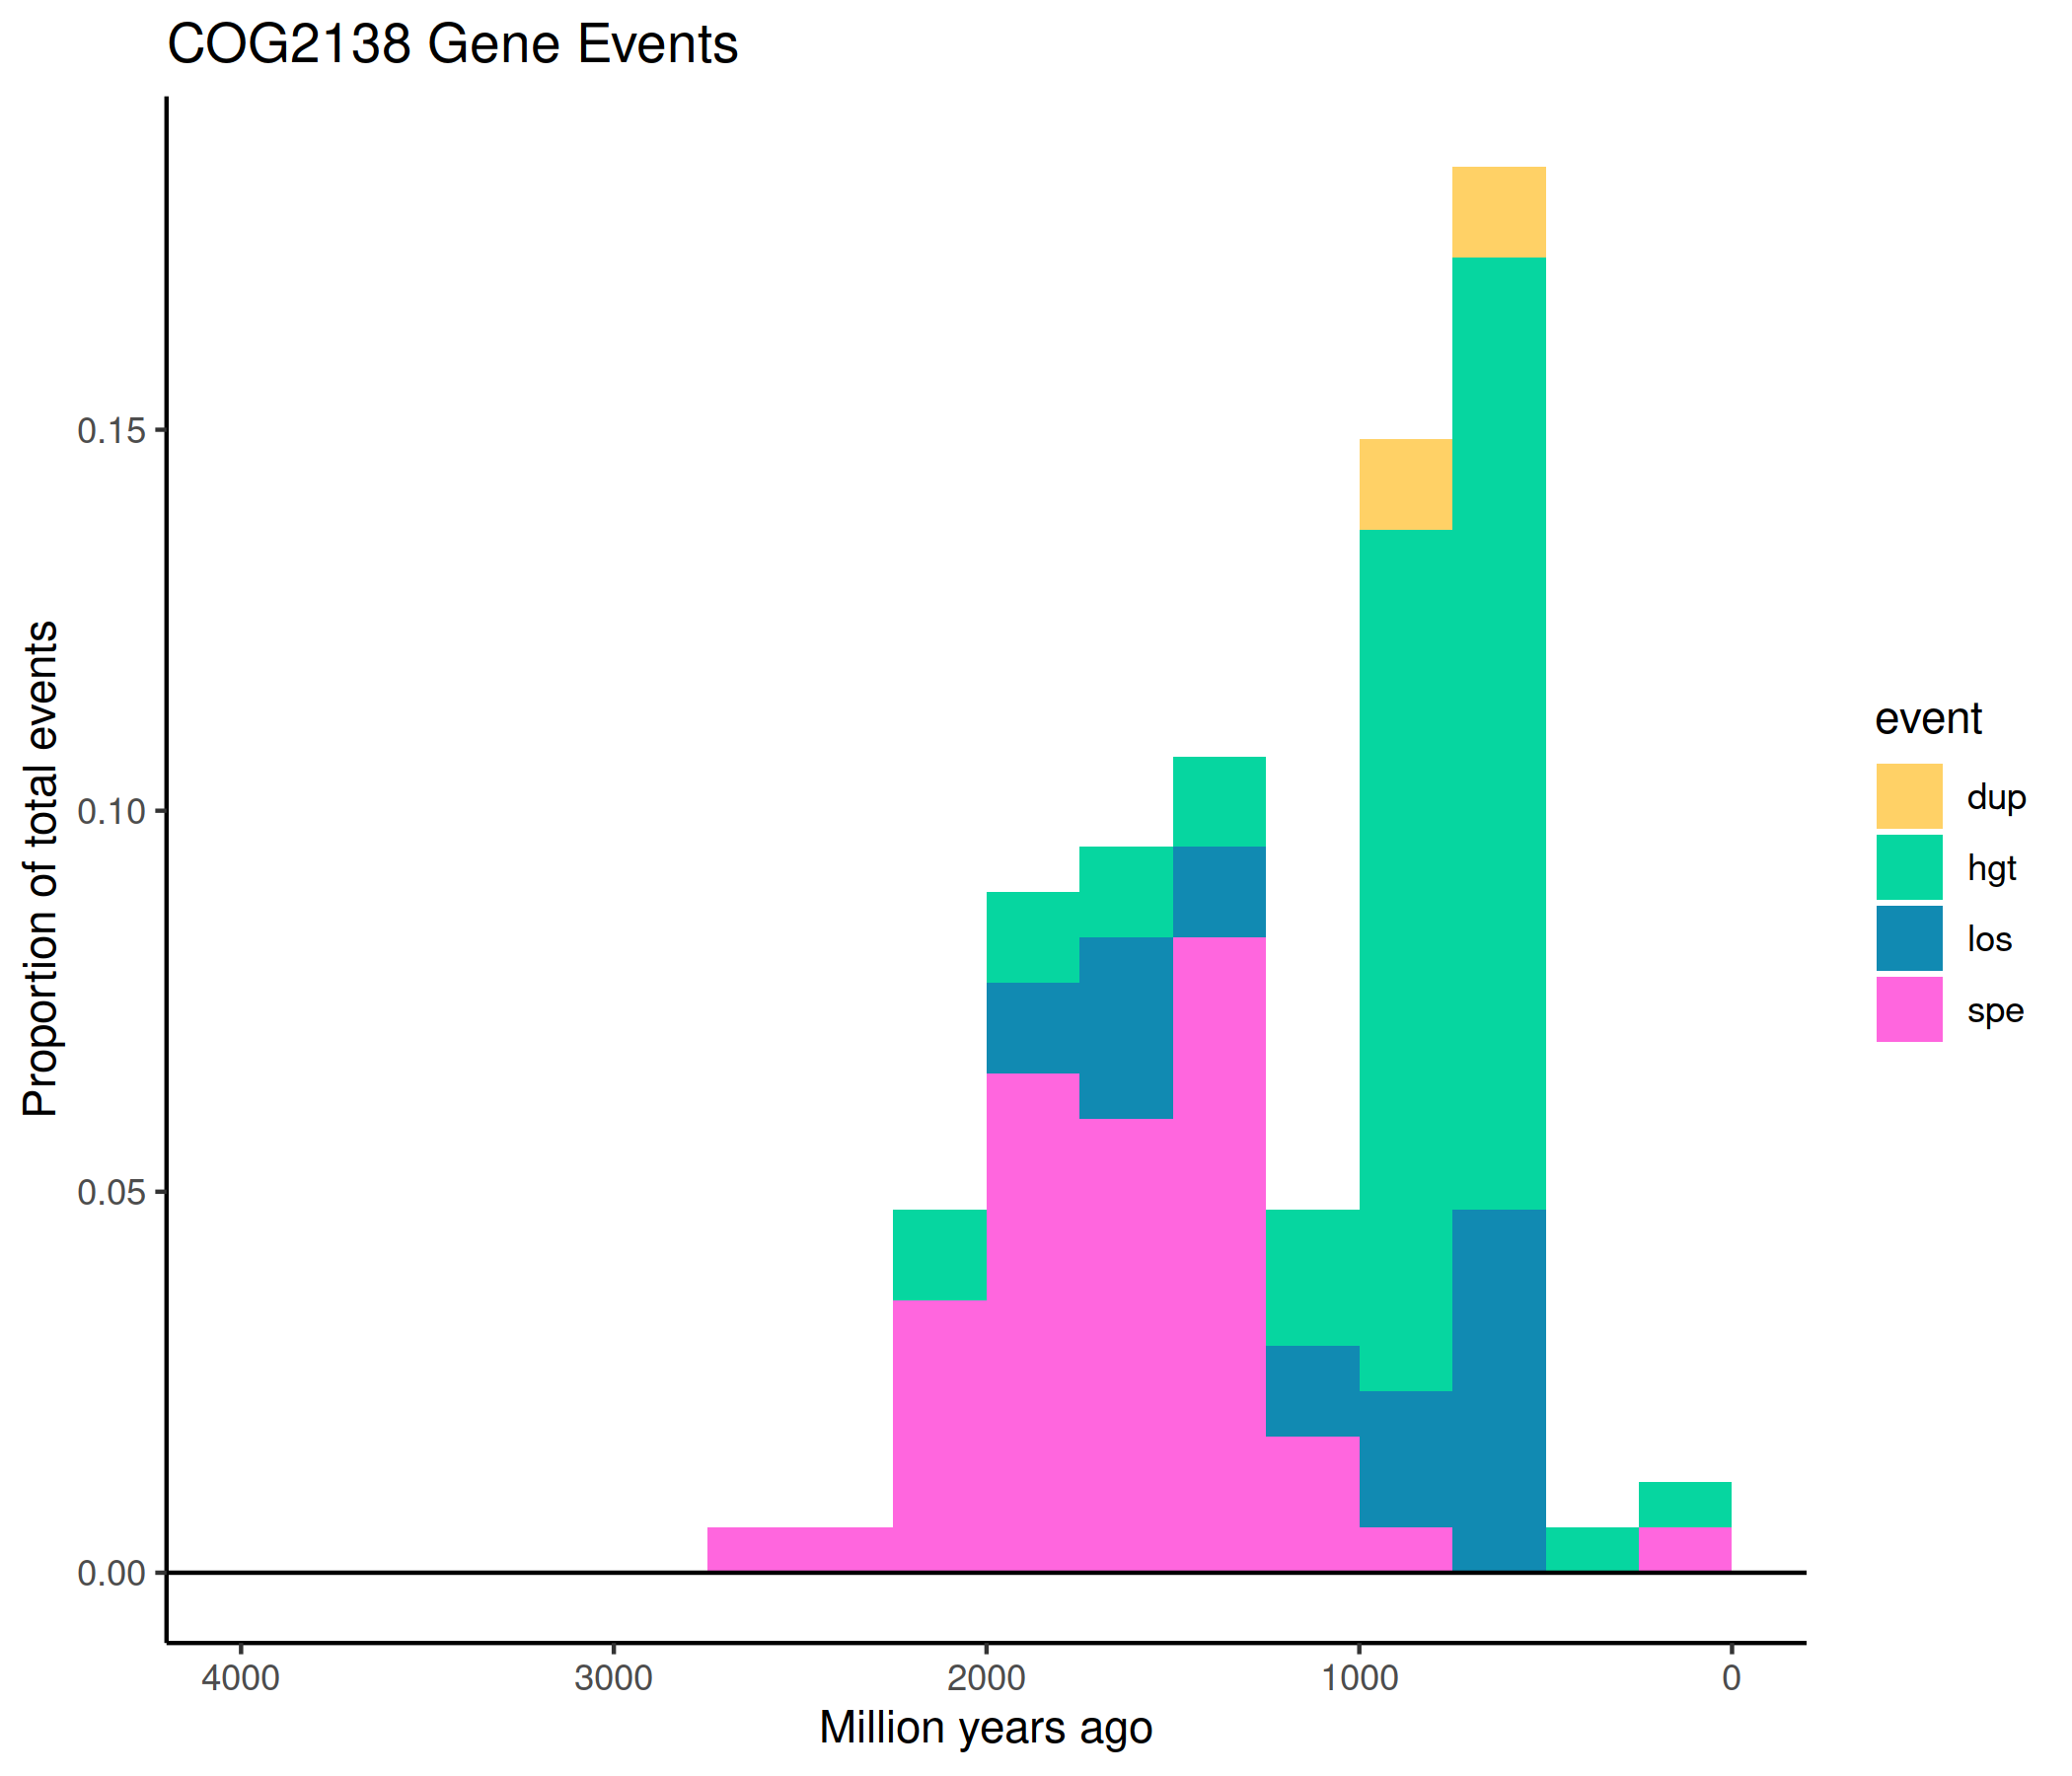 COG2138 Gene Events
Proportion of total events
0.15
0.10
0.05
0.00
4000 3000 2000 1000 0
Million years ago
event
dup
hgt
los
spe